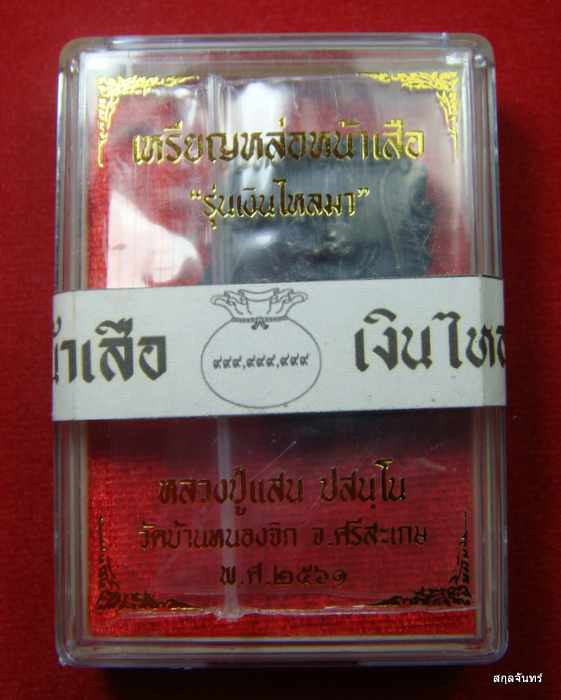 เหรียญหล่อหน้าเสือ
"รุ่นเงินไหลมา"
น้าเสือ ๙๙๙,๙๙๙,๙๙๙ เงินไหล
หลวงปู่แสน ปสนฺโน
วัดบ้านหนองจิก จ.ศรีสะเกษ
พ.ศ.๒๕๖๑
สกุลจันทร์